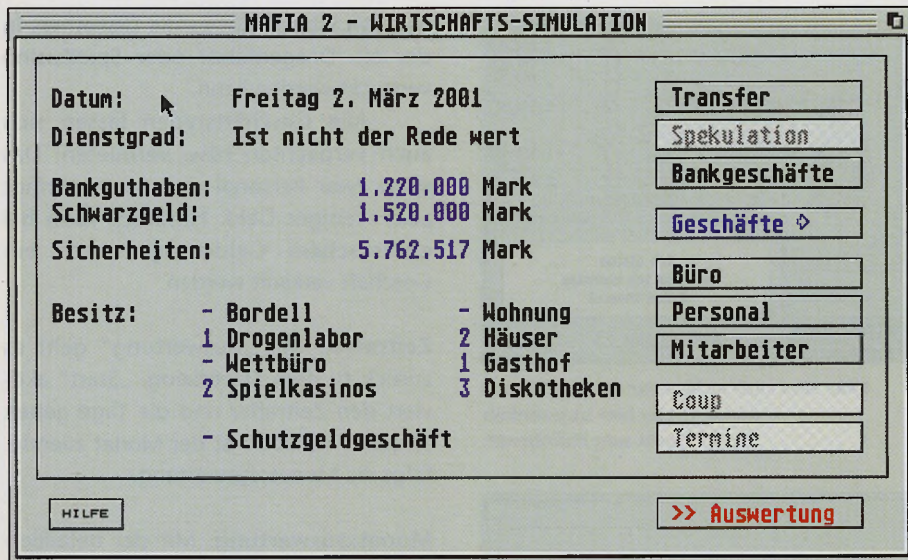 MAFIA 2 - WIRTSCHAFTS-SIMULATION
Datum: Freitag 2. März 2001
Dienstgrad: Ist nicht der Rede wert
Bankguthaben: 1.220.000 Mark
Schwarzgeld: 1.520.000 Mark
Sicherheiten: 5.762.517 Mark
Besitz: - Bordell - Wohnung
1 Drogenlabor 2 Häuser
- Wettbüro 1 Gasthof
2 Spielkasinos 3 Diskotheken
- Schutzgeldgeschäft
Transfer
Spekulation
Bankgeschäfte
Geschäfte
Büro
Personal
Mitarbeiter
Coup
Termine
HILFE
>> Auswertung